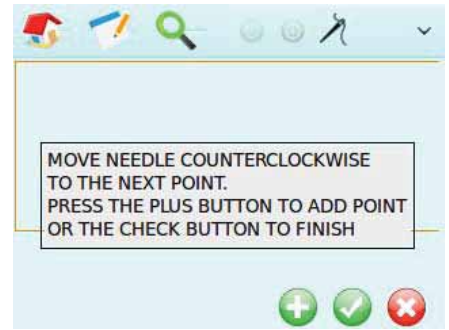 MOVE NEEDLE COUNTERCLOCKWISE
TO THE NEXT POINT.
PRESS THE PLUS BUTTON TO ADD POINT
OR THE CHECK BUTTON TO FINISH